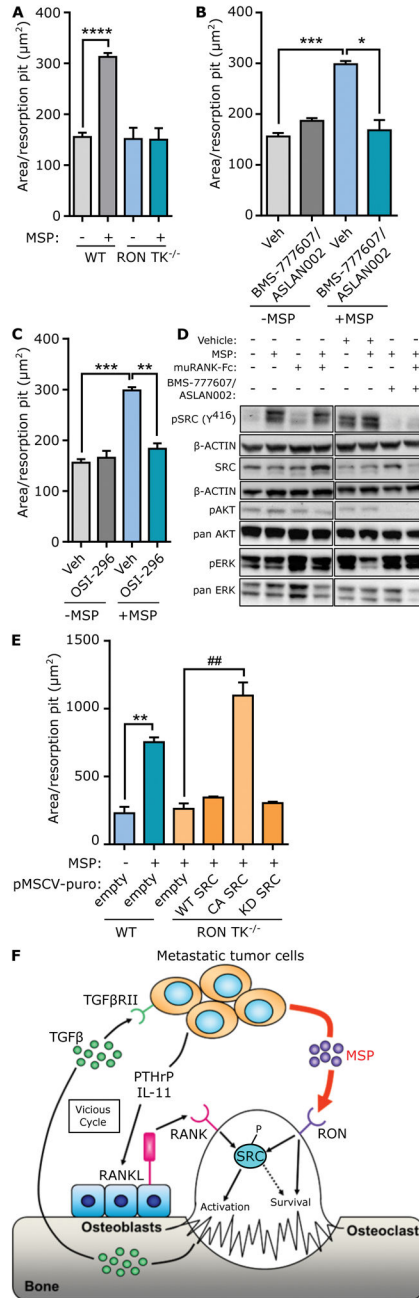 A
Area/resorption pit (µm²)
400
300
200
100
0
****
MSP: - + - +
WT RON TK-/-
B
Area/resorption pit (µm²)
400
300
200
100
0
*** *
Veh
BMS-777607/
ASLAN002
Veh
BMS-777607/
ASLAN002
-MSP +MSP
C
Area/resorption pit (µm²)
400
300
200
100
0
*** **
Veh
OSI-296
Veh
OSI-296
-MSP +MSP
D
Vehicle: - - - - + + - -
MSP: - + - + - + - +
muRANK-Fc:
BMS-777607/
ASLAN002:
pSRC (Y416)
β-ACTIN
SRC
β-ACTIN
pAKT
pan AKT
pERK
pan ERK
E
Area/resorption pit (µm²)
1500
1000
500
0
** ##
MSP: - + + + + +
pMSCV-puro: empty empty empty WT SRC CA SRC KD SRC
WT RON TK-/-
F
Metastatic tumor cells
TGFβRII
TGFβ
MSP
PTHrP
IL-11
Vicious
Cycle
RANK
P
RON
SRC
RANKL
Activation
Survival
Osteoblasts
Osteoclast
Bone